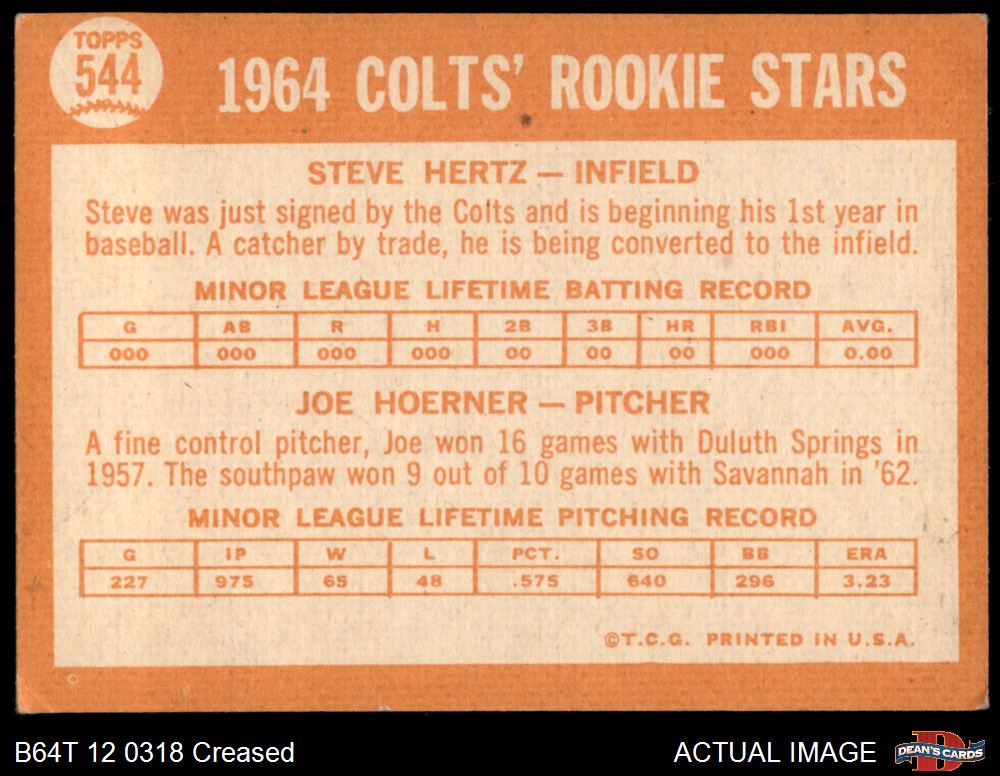 TOPPS
544
1964 COLTS' ROOKIE STARS
STEVE HERTZ — INFIELD
Steve was just signed by the Colts and is beginning his 1st year in
baseball. A catcher by trade, he is being converted to the infield.
MINOR LEAGUE LIFETIME BATTING RECORD
G AB R H 2B 3B HR RBI AVG.
000 000 000 000 00 00 00 000 0.00
JOE HOERNER — PITCHER
A fine control pitcher, Joe won 16 games with Duluth Springs in
1957. The southpaw won 9 out of 10 games with Savannah in '62.
MINOR LEAGUE LIFETIME PITCHING RECORD
G IP W L PCT. SO BB ERA
227 975 65 48 .575 640 296 3.23
©T.C.G. PRINTED IN U.S.A.
B64T 12 0318 Creased
ACTUAL IMAGE
D
DEAN'S CARDS